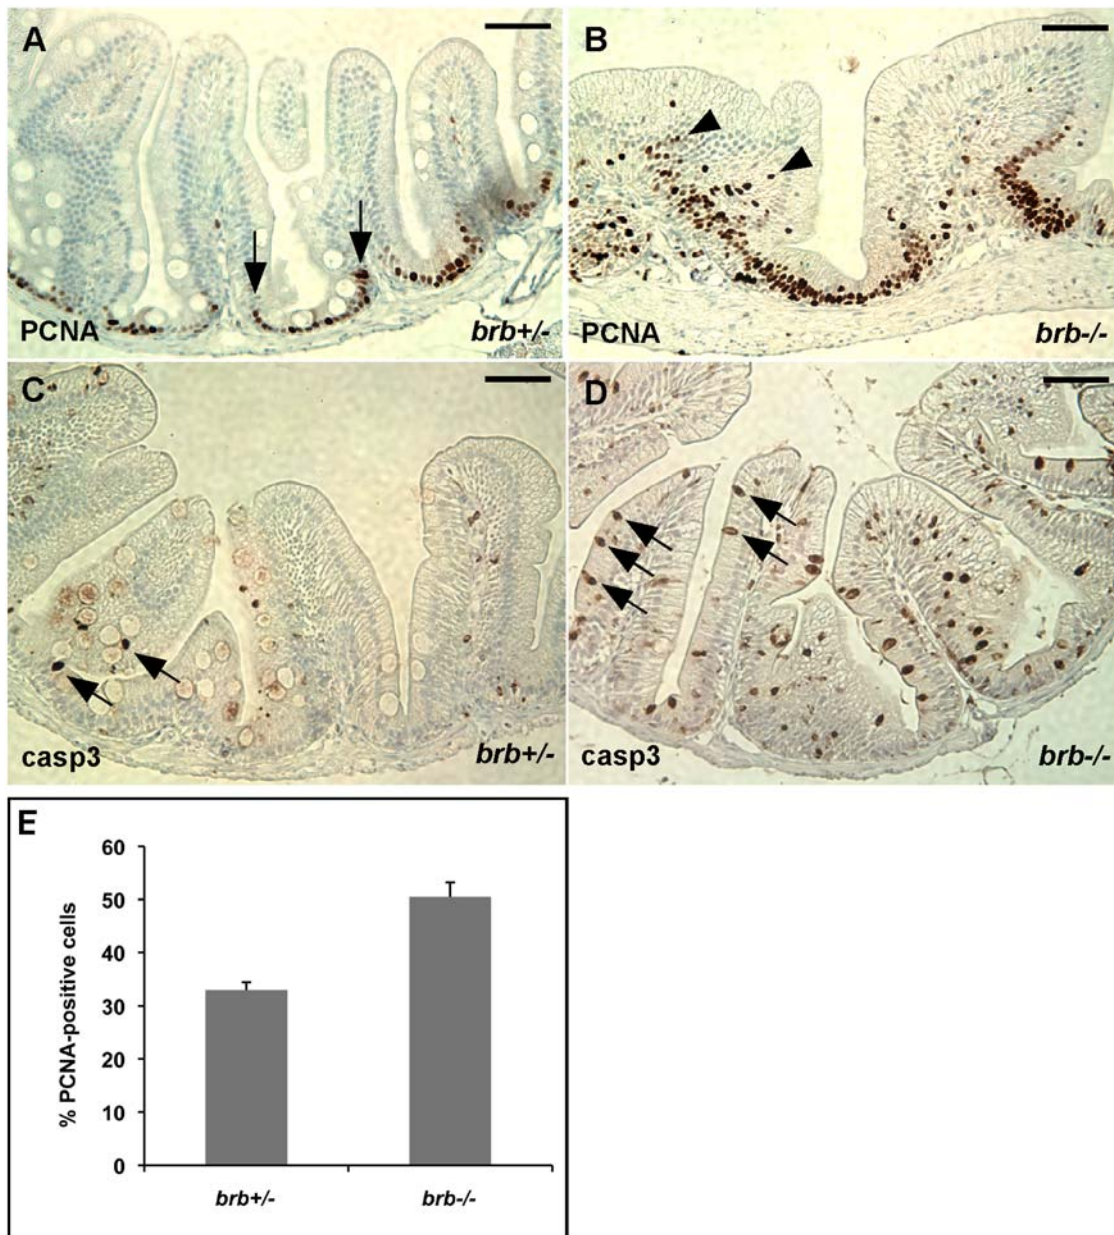 A
PCNA
brb+/-
B
PCNA
brb-/-
C
casp3
brb+/-
D
casp3
brb-/-
E
% PCNA-positive cells
60
50
40
30
20
10
0
brb+/-
brb-/-